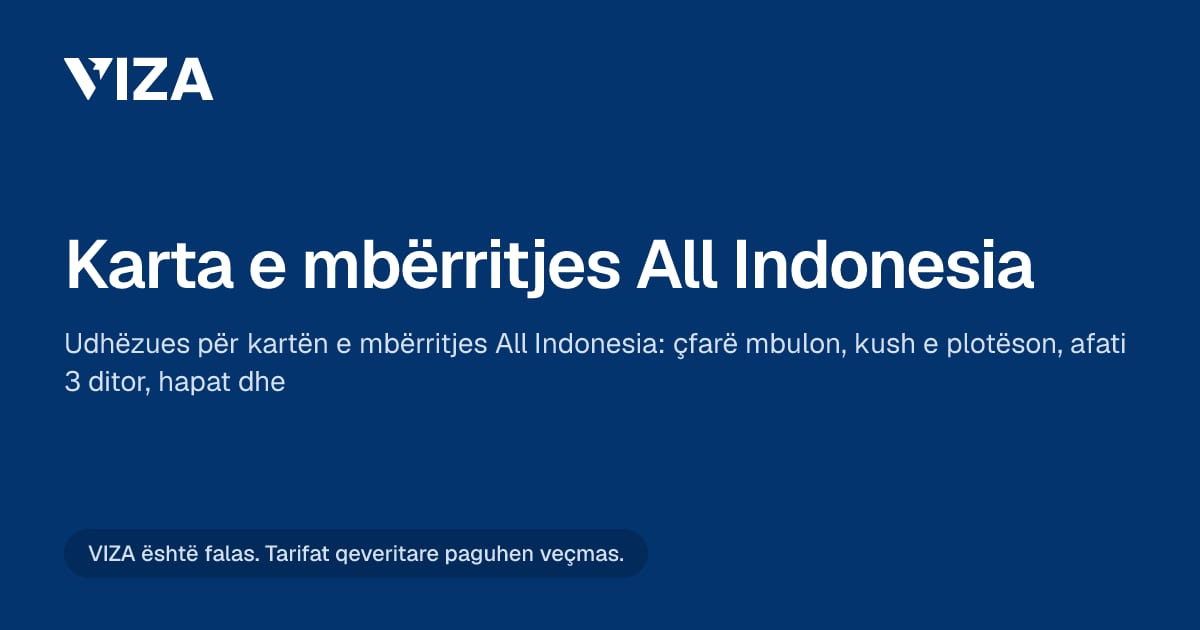 VIZA
Karta e mbërritjes All Indonesia
Udhëzues për kartën e mbërritjes All Indonesia: çfarë mbulon, kush e plotëson, afati
3 ditor, hapat dhe
VIZA është falas. Tarifat qeveritare paguhen veçmas.